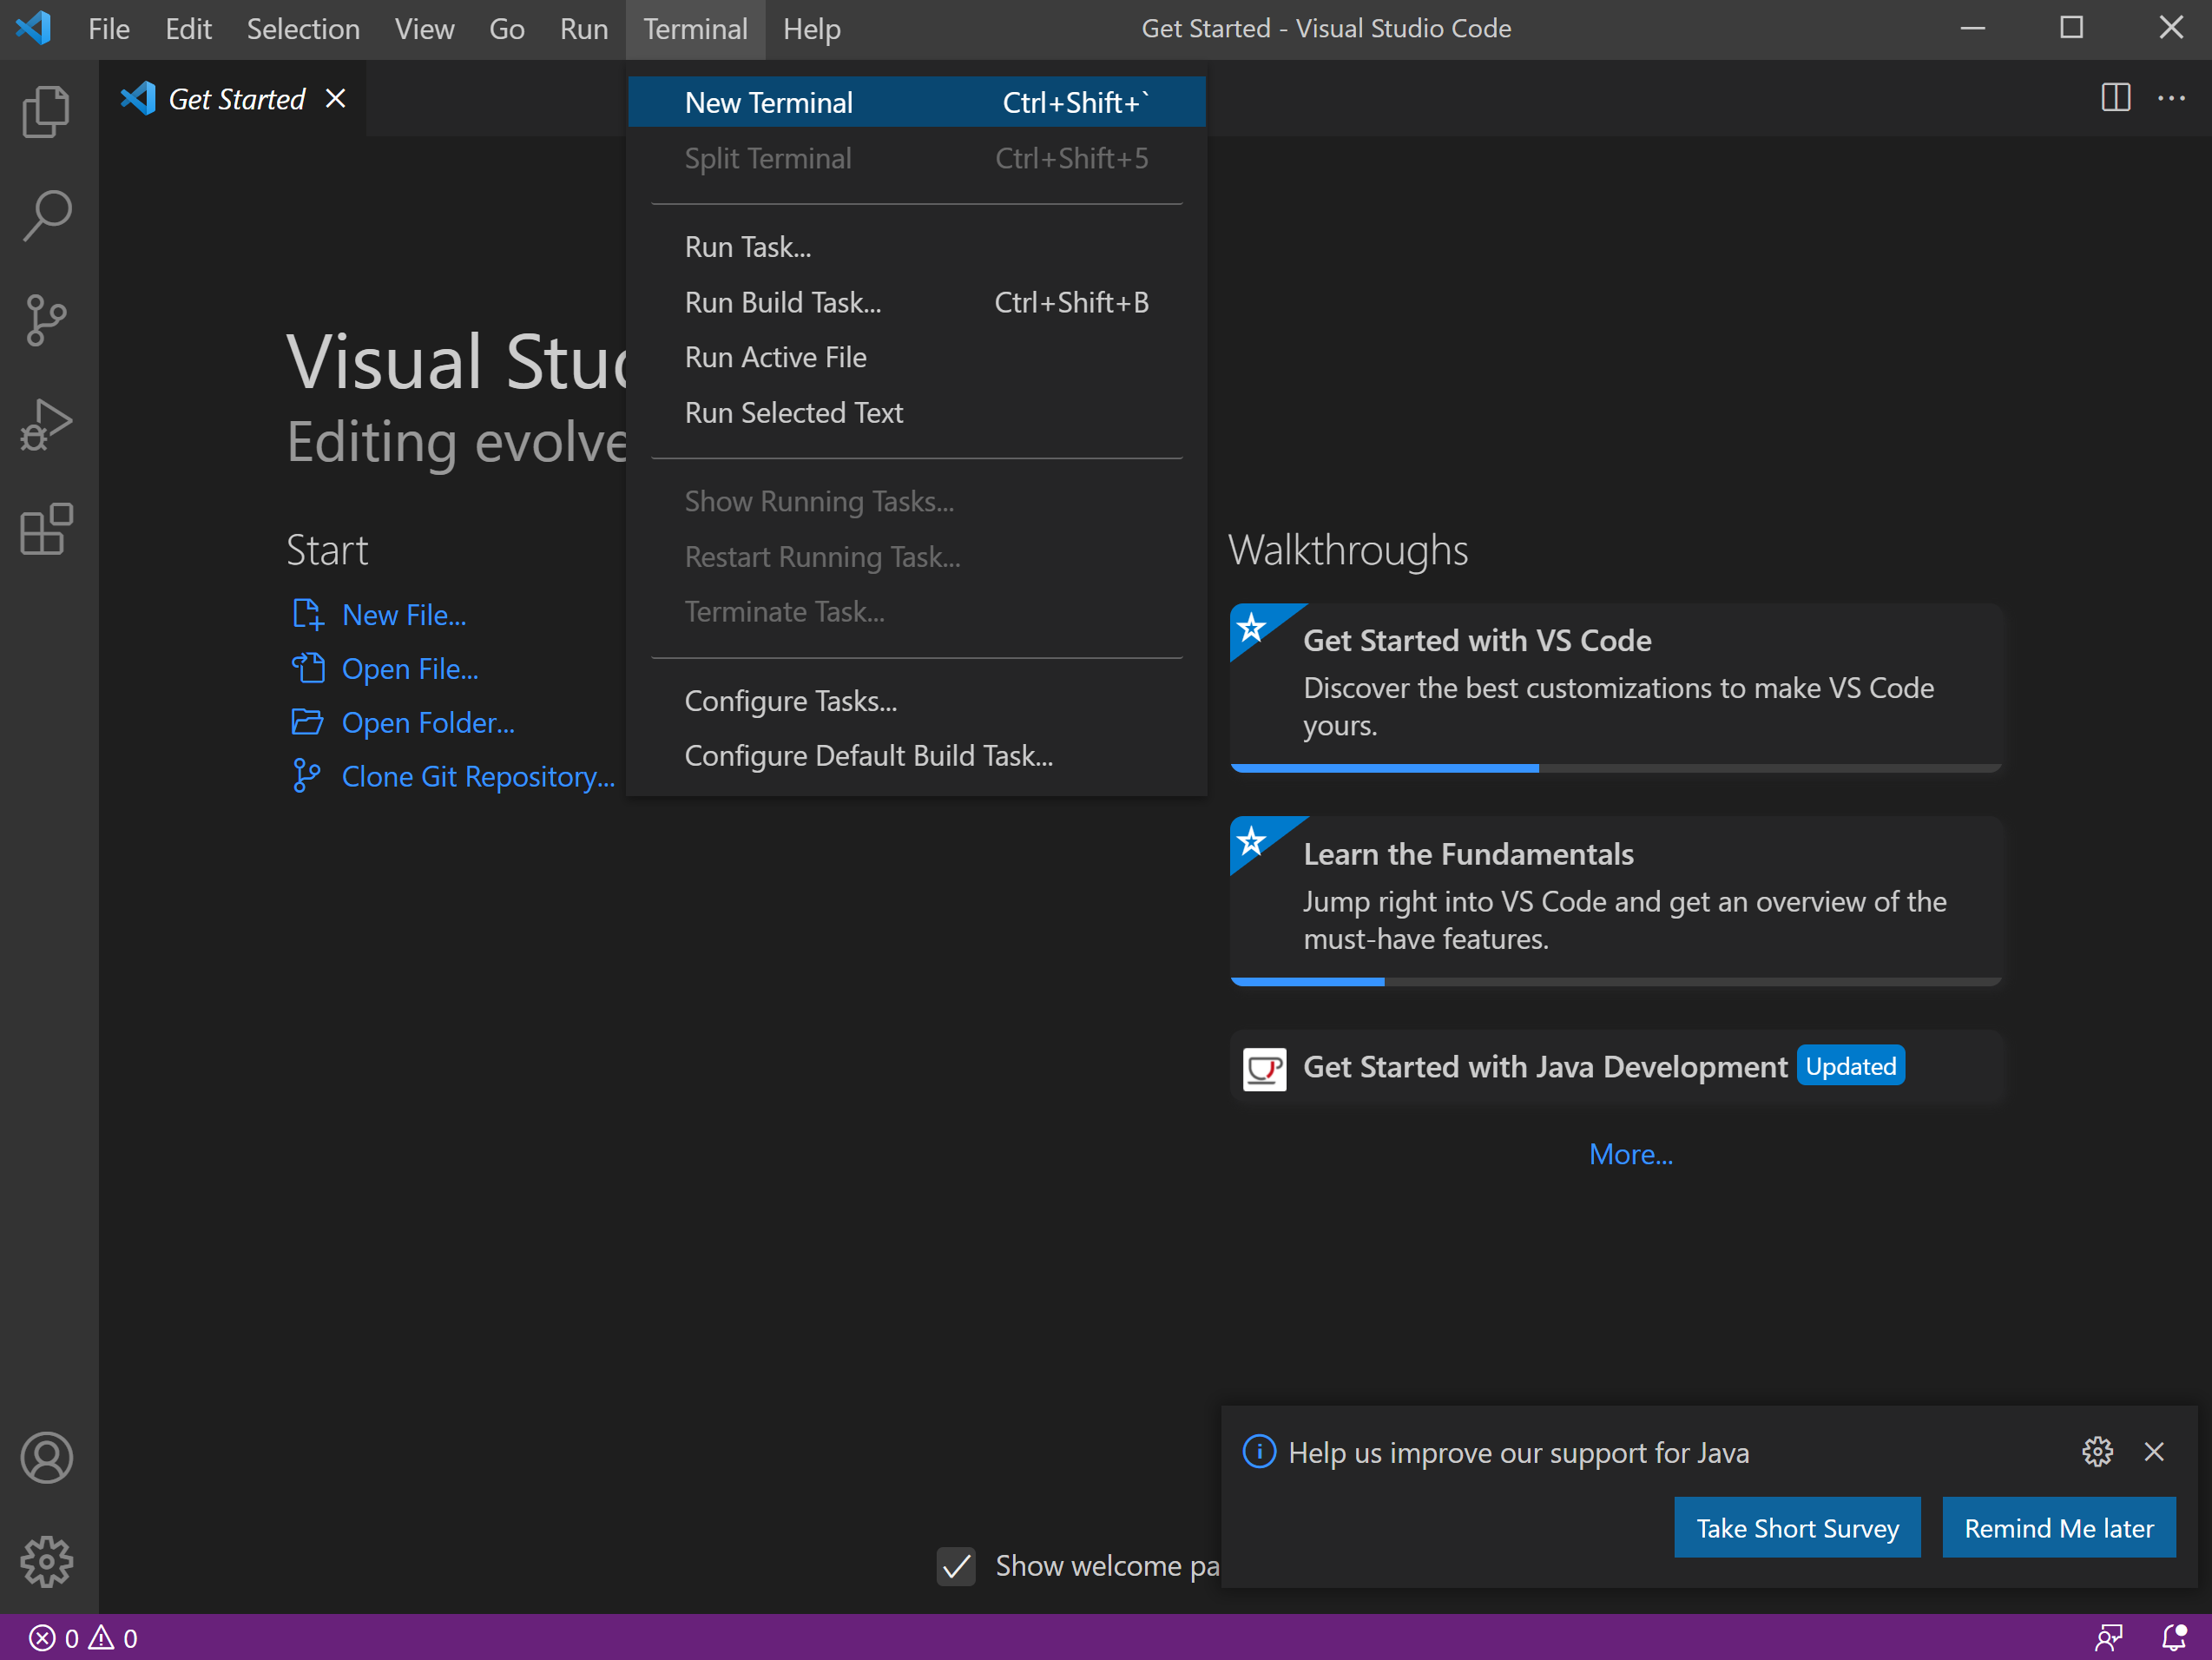 File Edit Selection View Go Run Terminal Help Get Started - Visual Studio Code
Get Started
New Terminal Ctrl+Shift+`
Split Terminal Ctrl+Shift+5
Run Task...
Run Build Task... Ctrl+Shift+B
Run Active File
Run Selected Text
Show Running Tasks...
Restart Running Task...
Terminate Task...
Configure Tasks...
Configure Default Build Task...
Visual
Editing
Start
New File...
Open File...
Open Folder...
Clone Git Repository...
Walkthroughs
Get Started with VS Code
Discover the best customizations to make VS Code
yours.
Learn the Fundamentals
Jump right into VS Code and get an overview of the
must-have features.
Get Started with Java Development Updated
More...
Help us improve our support for Java
Take Short Survey Remind Me later
Show welcome
0 0